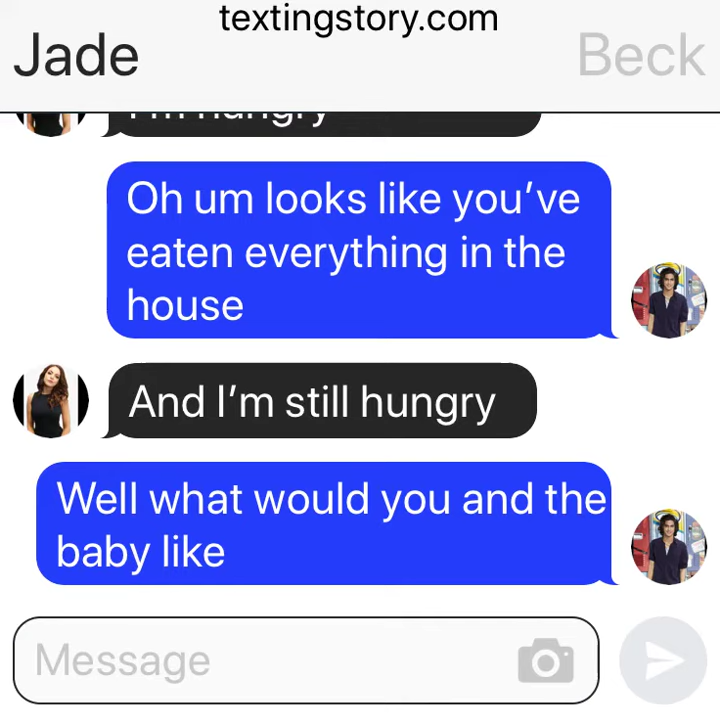 textingstory.com
Jade
Beck
I'm hungry
Oh um looks like you’ve
eaten everything in the
house
And I’m still hungry
Well what would you and the
baby like
Message